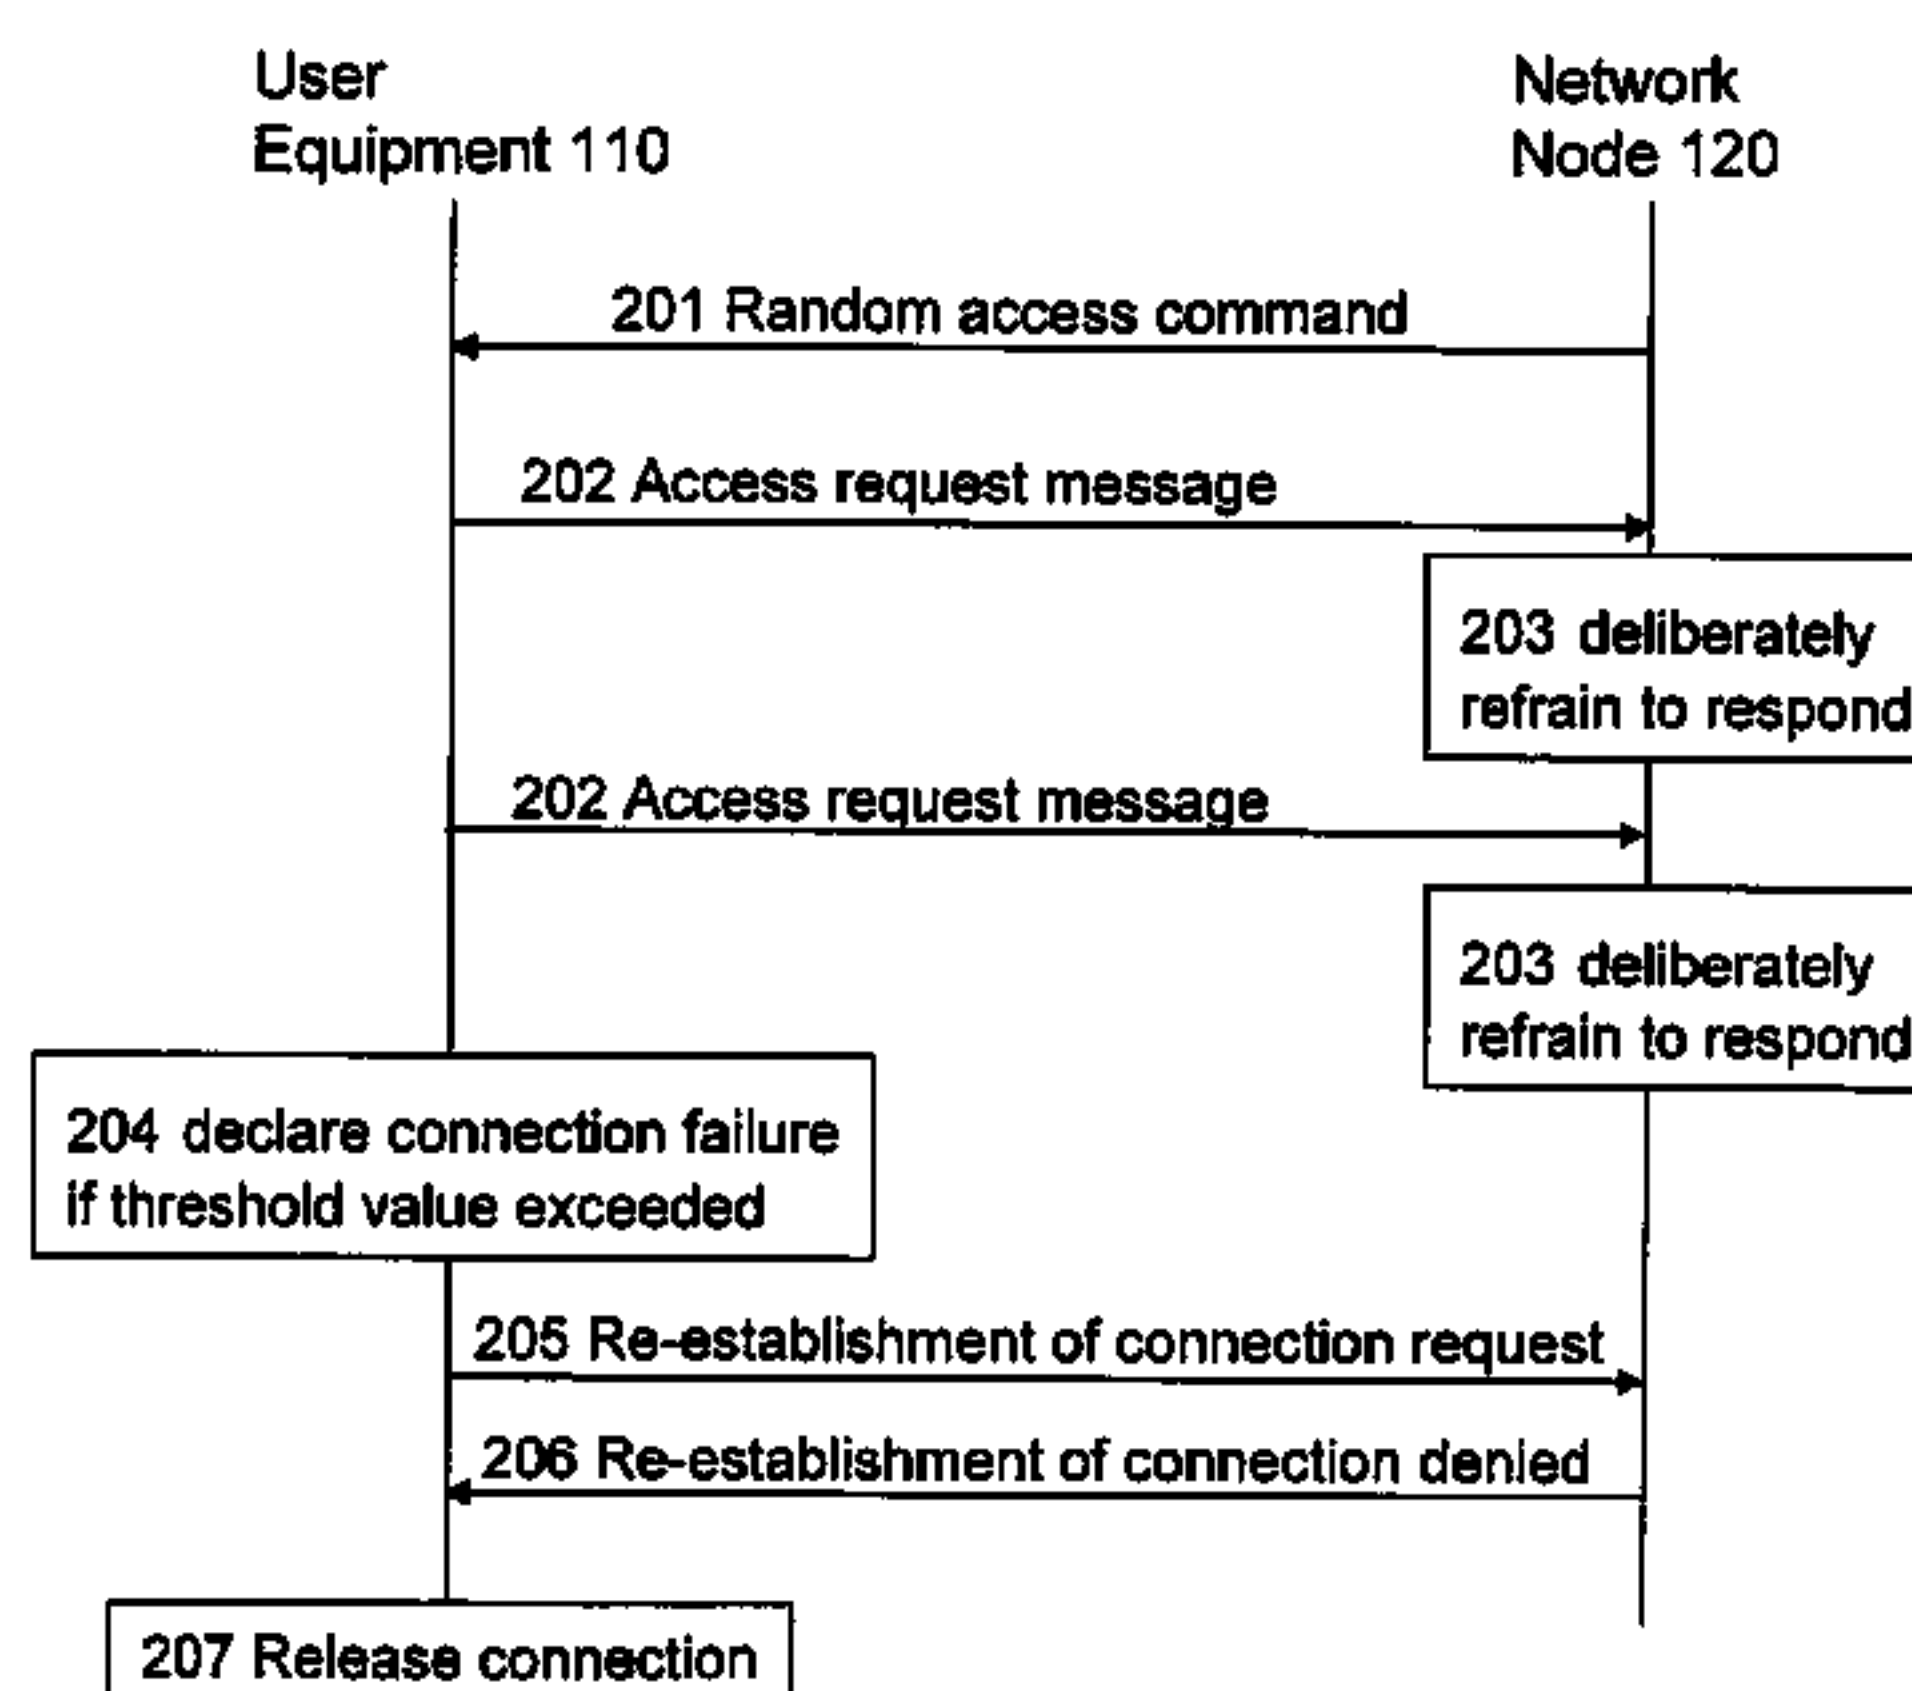 User
Equipment 110
Network
Node 120
201 Random access command
202 Access request message
203 deliberately
refrain to respond
202 Access request message
203 deliberately
refrain to respond
204 declare connection failure
if threshold value exceeded
205 Re-establishment of connection request
206 Re-establishment of connection denied
207 Release connection